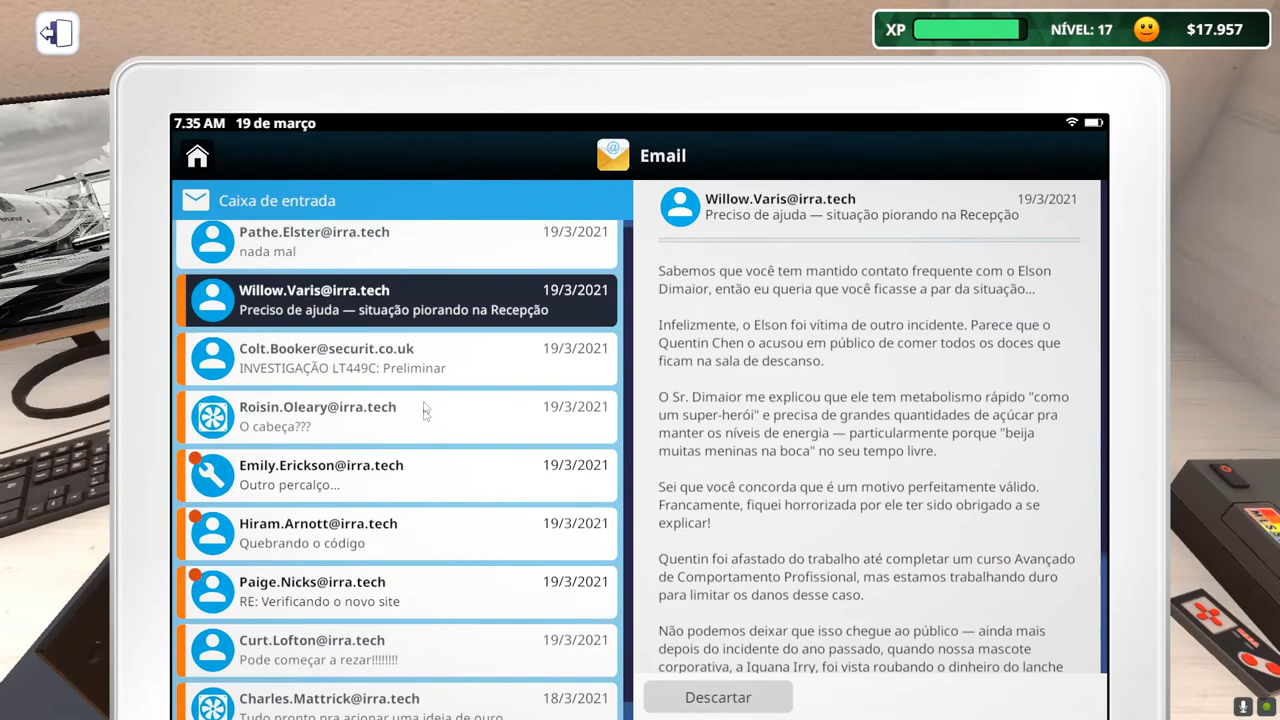 XP
NÍVEL: 17
$17.957
7.35 AM 19 de março
Email
Caixa de entrada
Pathe.Elster@irra.tech 19/3/2021
nada mal
Willow.Varis@irra.tech 19/3/2021
Preciso de ajuda — situação piorando na Recepção
Colt.Booker@securit.co.uk 19/3/2021
INVESTIGAÇÃO LT449C: Preliminar
Roisin.Oleary@irra.tech 19/3/2021
O cabeça???
Emily.Erickson@irra.tech 19/3/2021
Outro percalço...
Hiram.Arnott@irra.tech 19/3/2021
Quebrando o código
Paige.Nicks@irra.tech 19/3/2021
RE: Verificando o novo site
Curt.Lofton@irra.tech 19/3/2021
Pode começar a rezar!!!!!!!!
Charles.Mattrick@irra.tech 18/3/2021
Tudo pronto pra acionar uma ideia de ouro
Willow.Varis@irra.tech 19/3/2021
Preciso de ajuda — situação piorando na Recepção
Sabemos que você tem mantido contato frequente com o Elson
Dimaior, então eu queria que você ficasse a par da situação...
Infelizmente, o Elson foi vítima de outro incidente. Parece que o
Quentin Chen o acusou em público de comer todos os doces que
ficam na sala de descanso.
O Sr. Dimaior me explicou que ele tem metabolismo rápido "como
um super-herói" e precisa de grandes quantidades de açúcar pra
manter os níveis de energia — particularmente porque "beija
muitas meninas na boca" no seu tempo livre.
Sei que você concorda que é um motivo perfeitamente válido.
Francamente, fiquei horrorizada por ele ter sido obrigado a se
explicar!
Quentin foi afastado do trabalho até completar um curso Avançado
de Comportamento Profissional, mas estamos trabalhando duro
para limitar os danos desse caso.
Não podemos deixar que isso chegue ao público — ainda mais
depois do incidente do ano passado, quando nossa mascote
corporativa, a Iguana Irry, foi vista roubando o dinheiro do lanche
Descartar